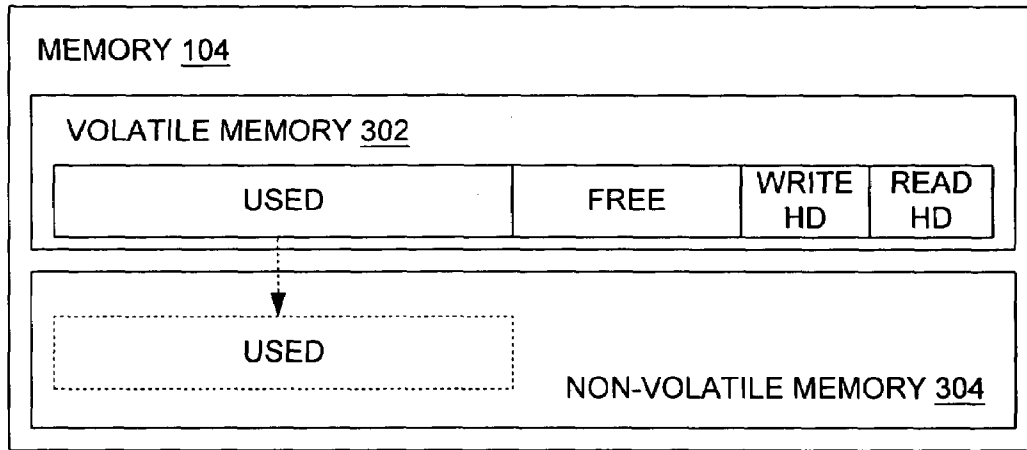 MEMORY 104
VOLATILE MEMORY 302
USED
FREE
WRITE
HD
READ
HD
USED
NON-VOLATILE MEMORY 304